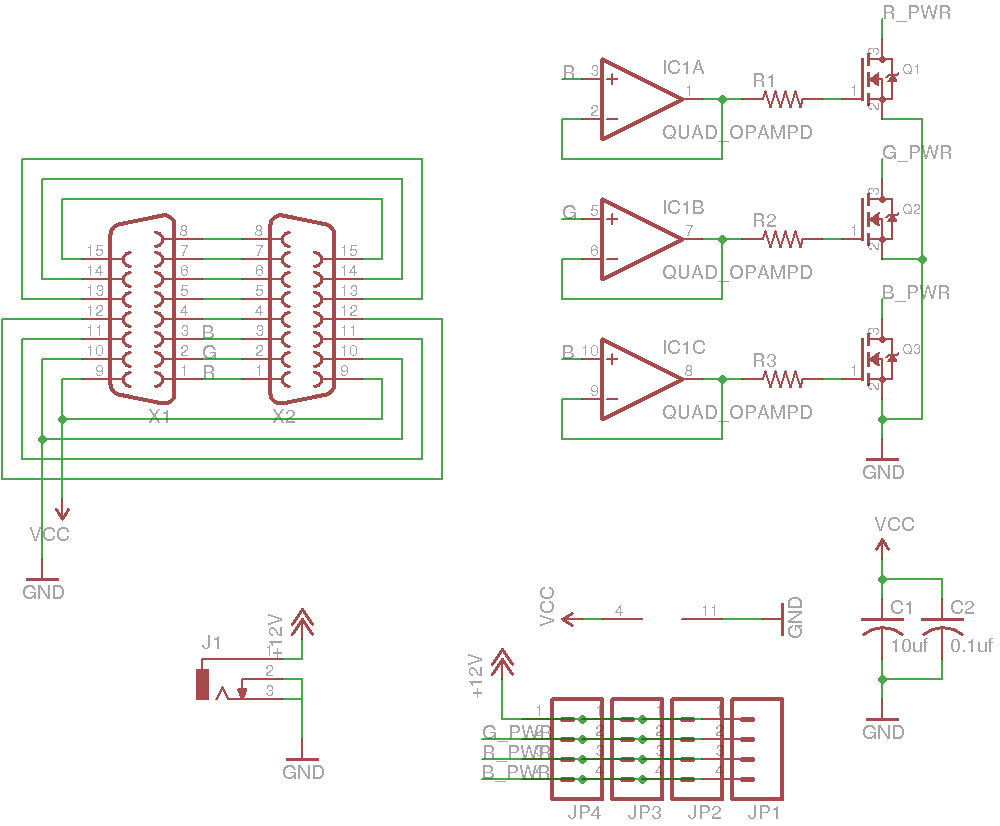 R_PWR
R 3 + IC1A 1 R1 1 3 2 Q1
2 −
QUAD_OPAMPD
G_PWR
G 5 + IC1B 7 R2 1 3 2 Q2
6 −
QUAD_OPAMPD
B_PWR
B 10 + IC1C 8 R3 1 3 2 Q3
9 −
QUAD_OPAMPD
GND
8 8
15 7 7 15
14 6 6 14
13 5 5 13
12 4 4 12
11 3 B 3 11
10 2 G 2 10
9 1 R 1 9
X1 X2
VCC
GND
VCC
C1 C2
10uf 0.1uf
GND
VCC 4 11 GND
+12V
J1
1
2
3
GND
+12V
1 1 1 1
G_PWR 2 2 2 2
R_PWR 3 3 3 3
B_PWR 4 4 4 4
JP4 JP3 JP2 JP1